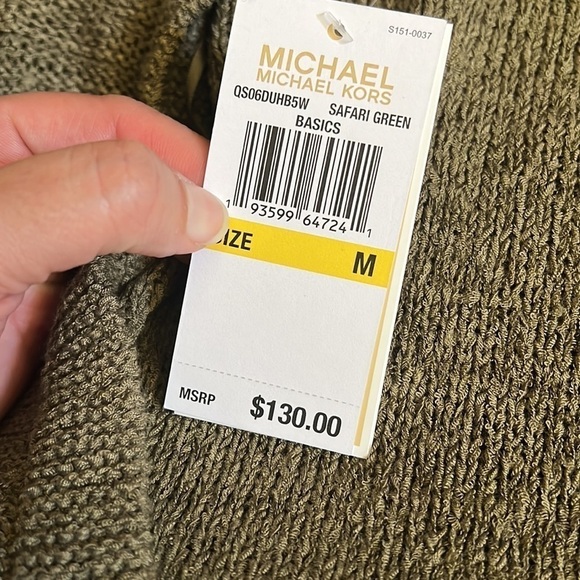 S151-0037
MICHAEL
MICHAEL KORS
QS06DUHB5W SAFARI GREEN
BASICS
1 93599 64724 1
SIZE M
MSRP $130.00